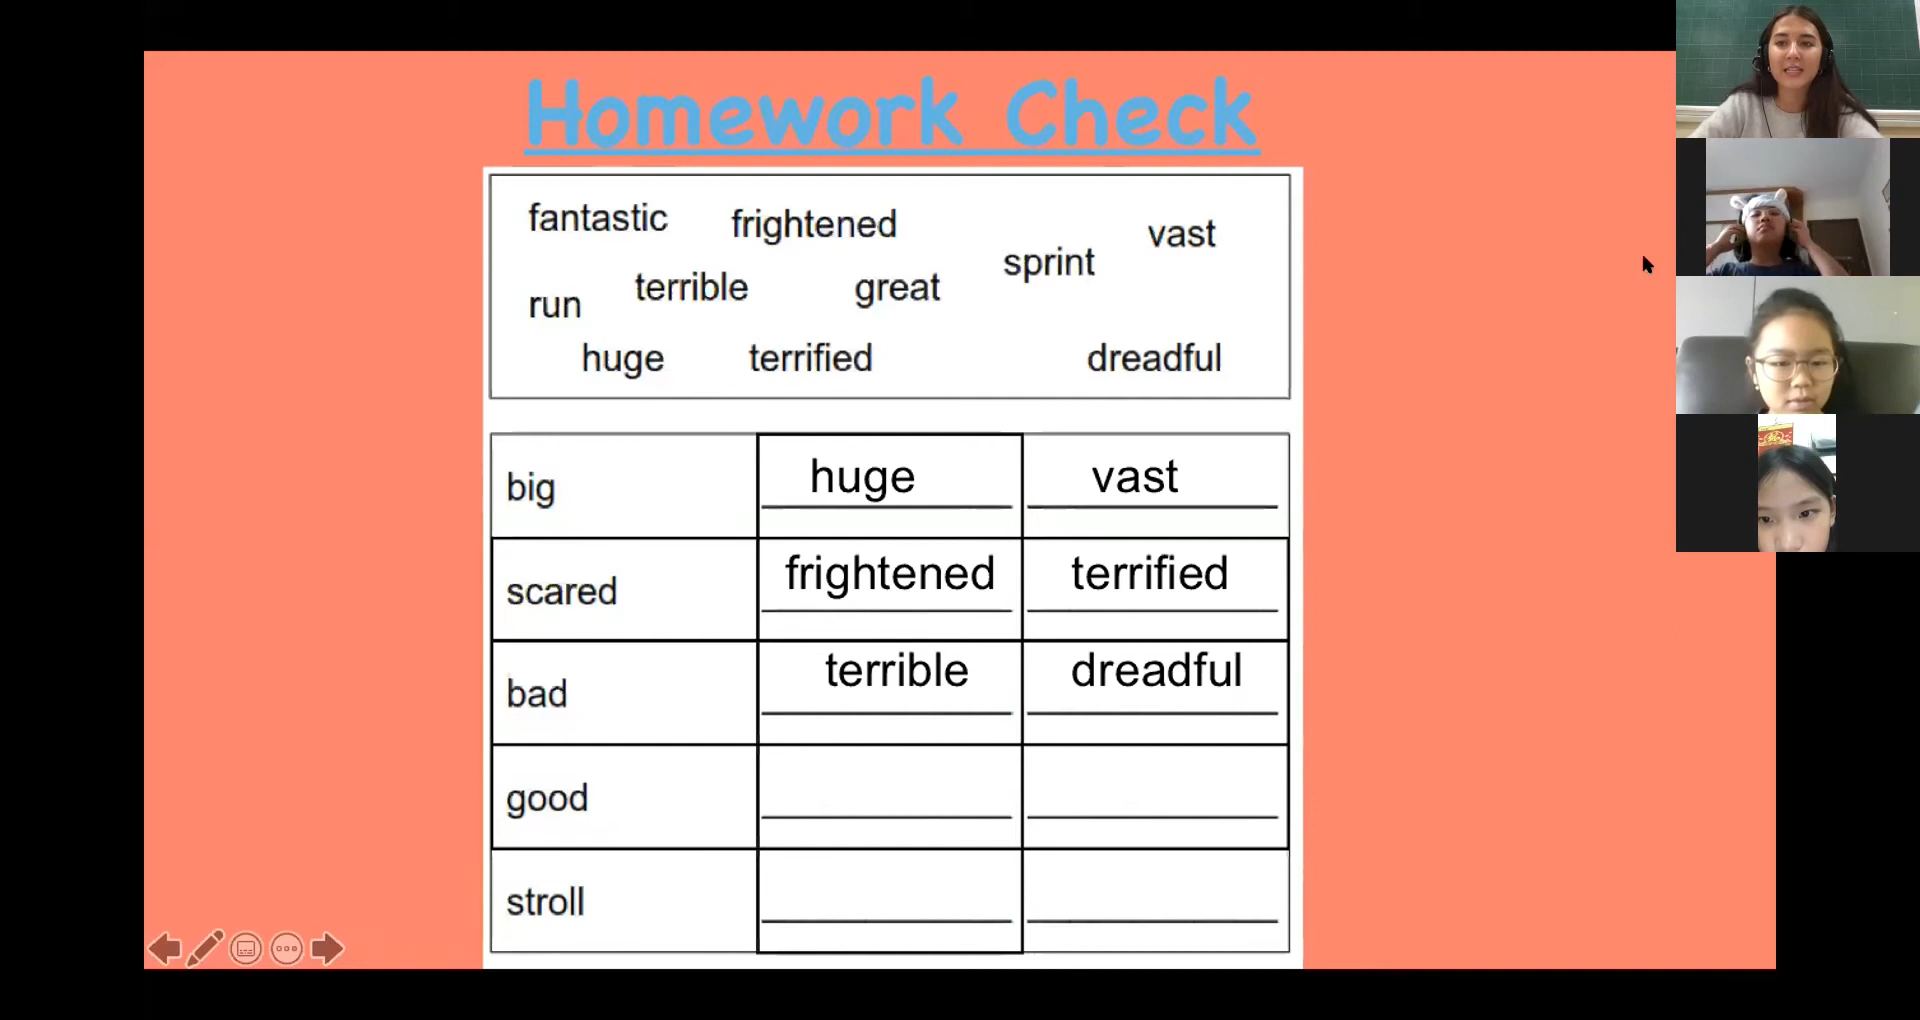 Homework Check
fantastic frightened vast
sprint
run terrible great
huge terrified dreadful
big huge vast
scared frightened terrified
bad terrible dreadful
good
stroll